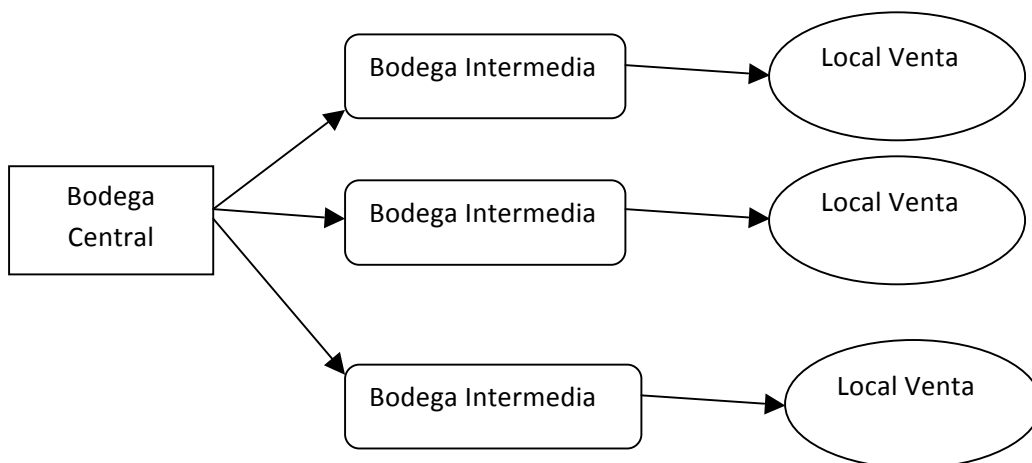 Bodega Intermedia
Local Venta
Bodega
Central
Bodega Intermedia
Local Venta
Bodega Intermedia
Local Venta